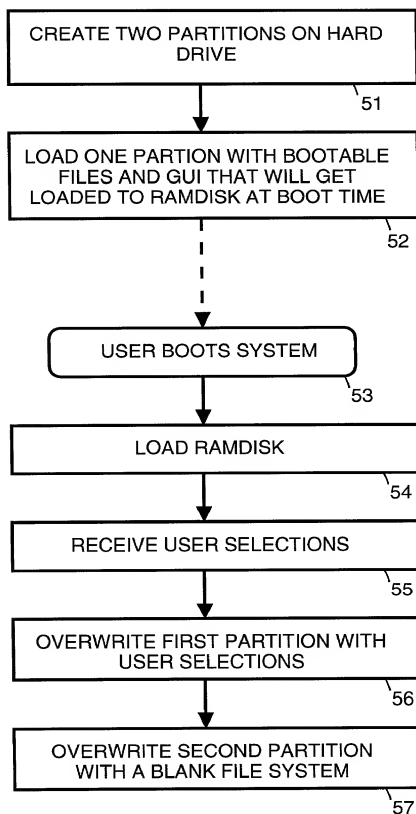 CREATE TWO PARTITIONS ON HARD
DRIVE
51
LOAD ONE PARTION WITH BOOTABLE
FILES AND GUI THAT WILL GET
LOADED TO RAMDISK AT BOOT TIME
52
USER BOOTS SYSTEM
53
LOAD RAMDISK
54
RECEIVE USER SELECTIONS
55
OVERWRITE FIRST PARTITION WITH
USER SELECTIONS
56
OVERWRITE SECOND PARTITION
WITH A BLANK FILE SYSTEM
57